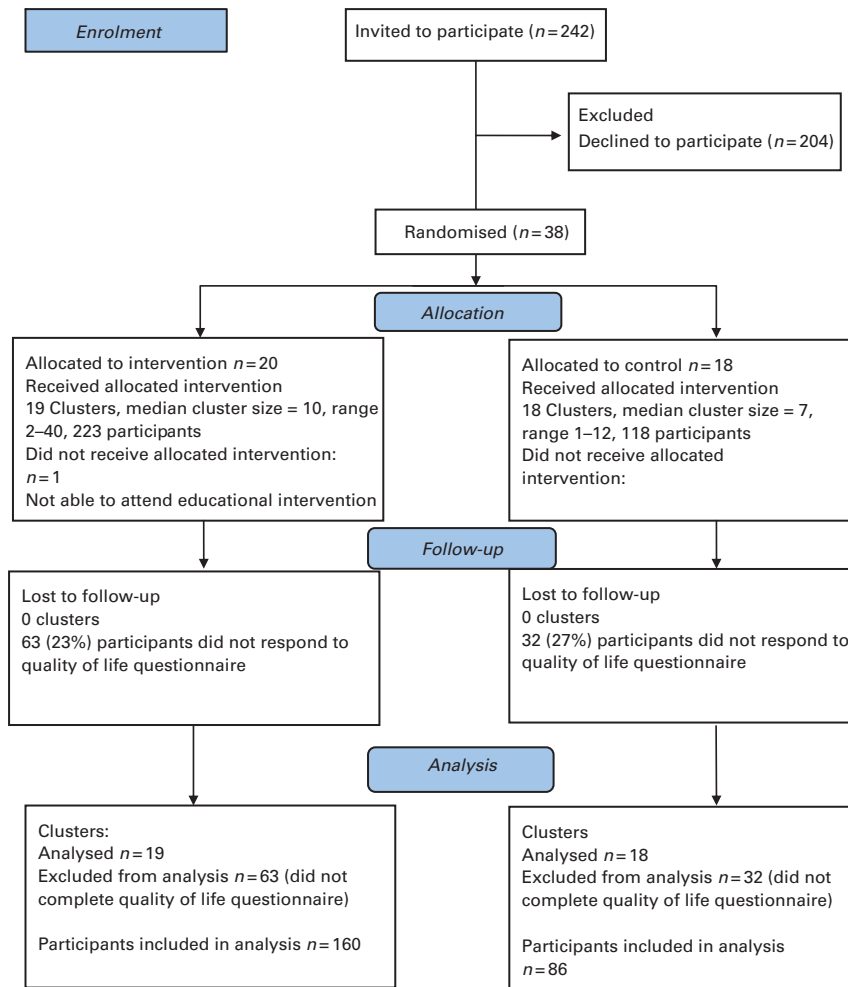 Enrolment
Invited to participate (n=242)
Excluded
Declined to participate (n=204)
Randomised (n=38)
Allocation
Allocated to intervention n=20
Received allocated intervention
19 Clusters, median cluster size = 10, range
2–40, 223 participants
Did not receive allocated intervention:
n=1
Not able to attend educational intervention
Allocated to control n=18
Received allocated intervention
18 Clusters, median cluster size = 7,
range 1–12, 118 participants
Did not receive allocated
intervention:
Follow-up
Lost to follow-up
0 clusters
63 (23%) participants did not respond to
quality of life questionnaire
Lost to follow-up
0 clusters
32 (27%) participants did not respond to
quality of life questionnaire
Analysis
Clusters:
Analysed n=19
Excluded from analysis n=63 (did not
complete quality of life questionnaire)
Participants included in analysis n=160
Clusters
Analysed n=18
Excluded from analysis n=32 (did not
complete quality of life questionnaire)
Participants included in analysis
n=86